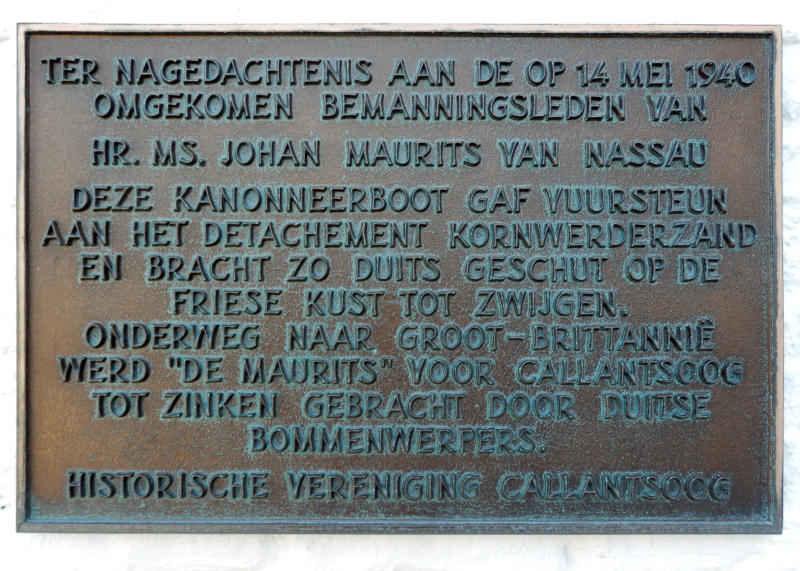 TER NAGEDACHTENIS AAN DE OP 14 MEI 1940
OMGEKOMEN BEMANNINGSLEDEN VAN
HR. MS. JOHAN MAURITS VAN NASSAU
DEZE KANONNEERBOOT GAF VUURSTEUN
AAN HET DETACHEMENT KORNWERDERZAND
EN BRACHT ZO DUITS GESCHUT OP DE
FRIESE KUST TOT ZWIJGEN.
ONDERWEG NAAR GROOT-BRITTANNIË
WERD "DE MAURITS" VOOR CALLANTSOOG
TOT ZINKEN GEBRACHT DOOR DUITSE
BOMMENWERPERS.
HISTORISCHE VERENIGING CALLANTSOOG